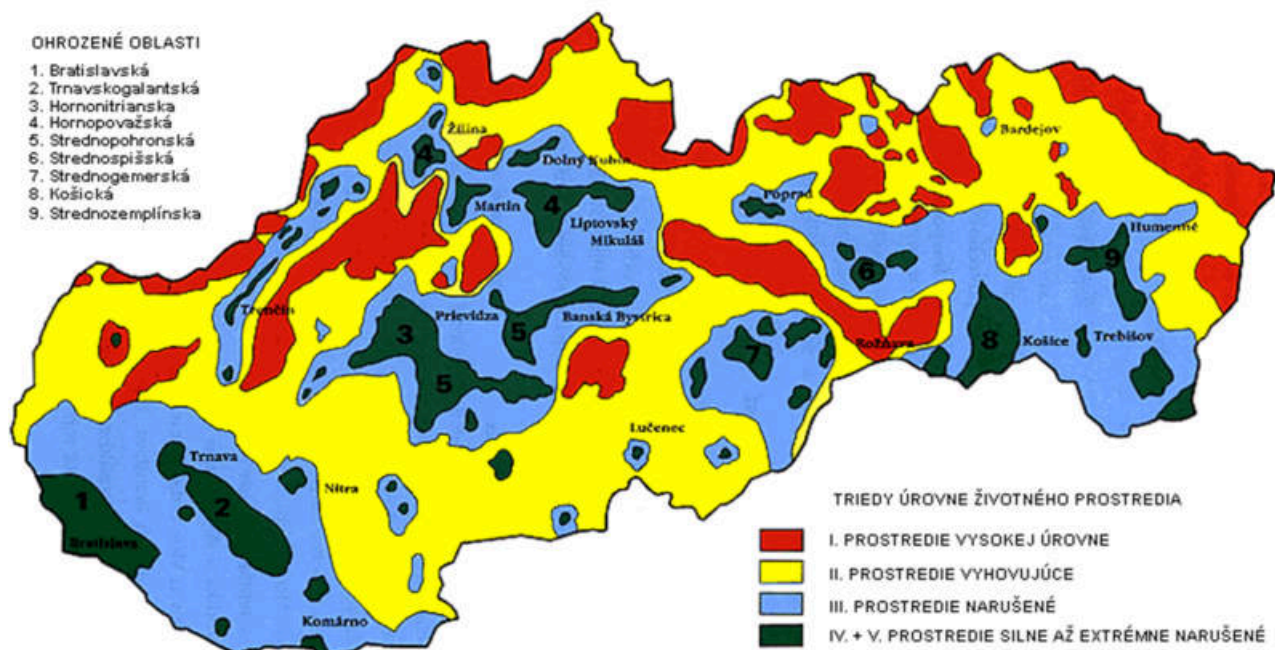 OHROZENÉ OBLASTI
1. Bratislavská
2. Trnavskogalantská
3. Hornonitrianska
4. Hornopovažská
5. Strednopohronská
6. Strednospišská
7. Strednogemerská
8. Košická
9. Strednozemplínska
Žilina
4
Dolný Kubín
Bardejov
Martin
4
Poprad
Liptovský
Mikuláš
Humenné
6
9
Trenčín
Prievidza
Banská Bystrica
3
5
Rožňava
8
Košice
Trebišov
7
5
Lučenec
Trnava
Nitra
1
2
Bratislava
Komárno
TRIEDY ÚROVNE ŽIVOTNÉHO PROSTREDIA
I. PROSTREDIE VYSOKEJ ÚROVNE
II. PROSTREDIE VYHOVUJÚCE
III. PROSTREDIE NARUŠENÉ
IV. + V. PROSTREDIE SILNE AŽ EXTRÉMNE NARUŠENÉ